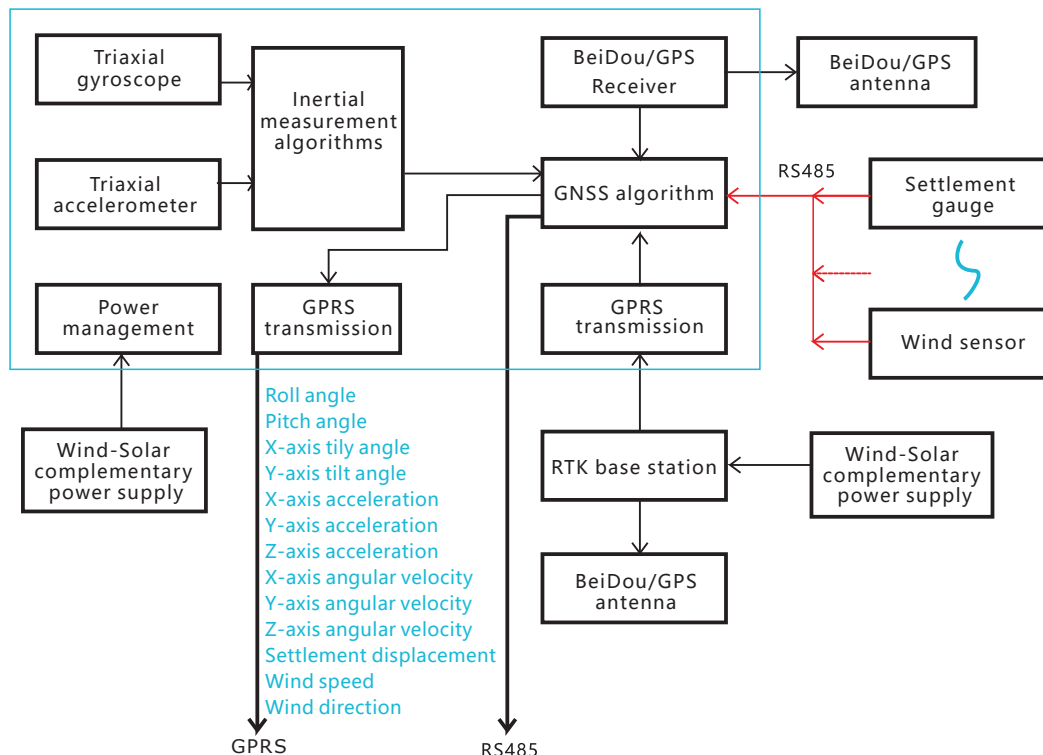 Triaxial
gyroscope
Inertial
measurement
algorithms
BeiDou/GPS
Receiver
BeiDou/GPS
antenna
Triaxial
accelerometer
GNSS algorithm
RS485
Settlement
gauge
Power
management
GPRS
transmission
GPRS
transmission
Wind sensor
Wind-Solar
complementary
power supply
Roll angle
Pitch angle
X-axis tily angle
Y-axis tilt angle
X-axis acceleration
Y-axis acceleration
Z-axis acceleration
X-axis angular velocity
Y-axis angular velocity
Z-axis angular velocity
Settlement displacement
Wind speed
Wind direction
RTK base station
Wind-Solar
complementary
power supply
BeiDou/GPS
antenna
GPRS
RS485